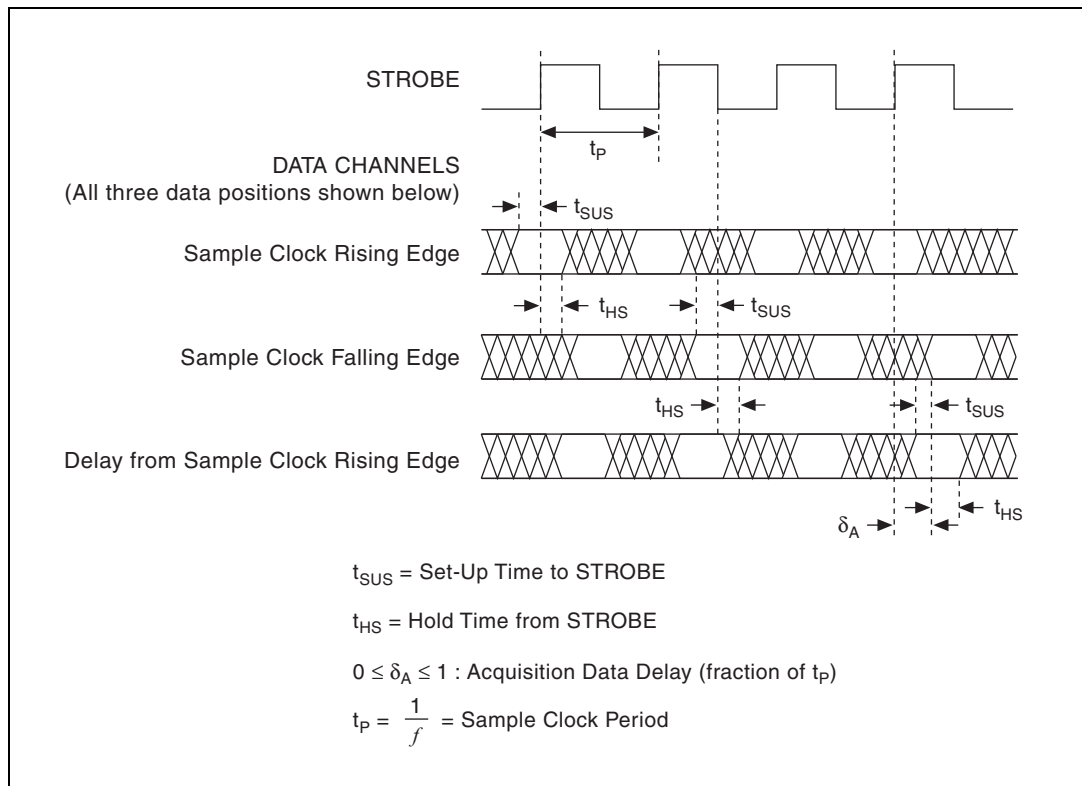 STROBE
t_P
DATA CHANNELS
(All three data positions shown below)
t_SUS
Sample Clock Rising Edge
t_HS
t_SUS
Sample Clock Falling Edge
t_HS
t_SUS
Delay from Sample Clock Rising Edge
t_HS
δ_A
t_SUS = Set-Up Time to STROBE
t_HS = Hold Time from STROBE
0 ≤ δ_A ≤ 1 : Acquisition Data Delay (fraction of t_P)
t_P = 1/f = Sample Clock Period